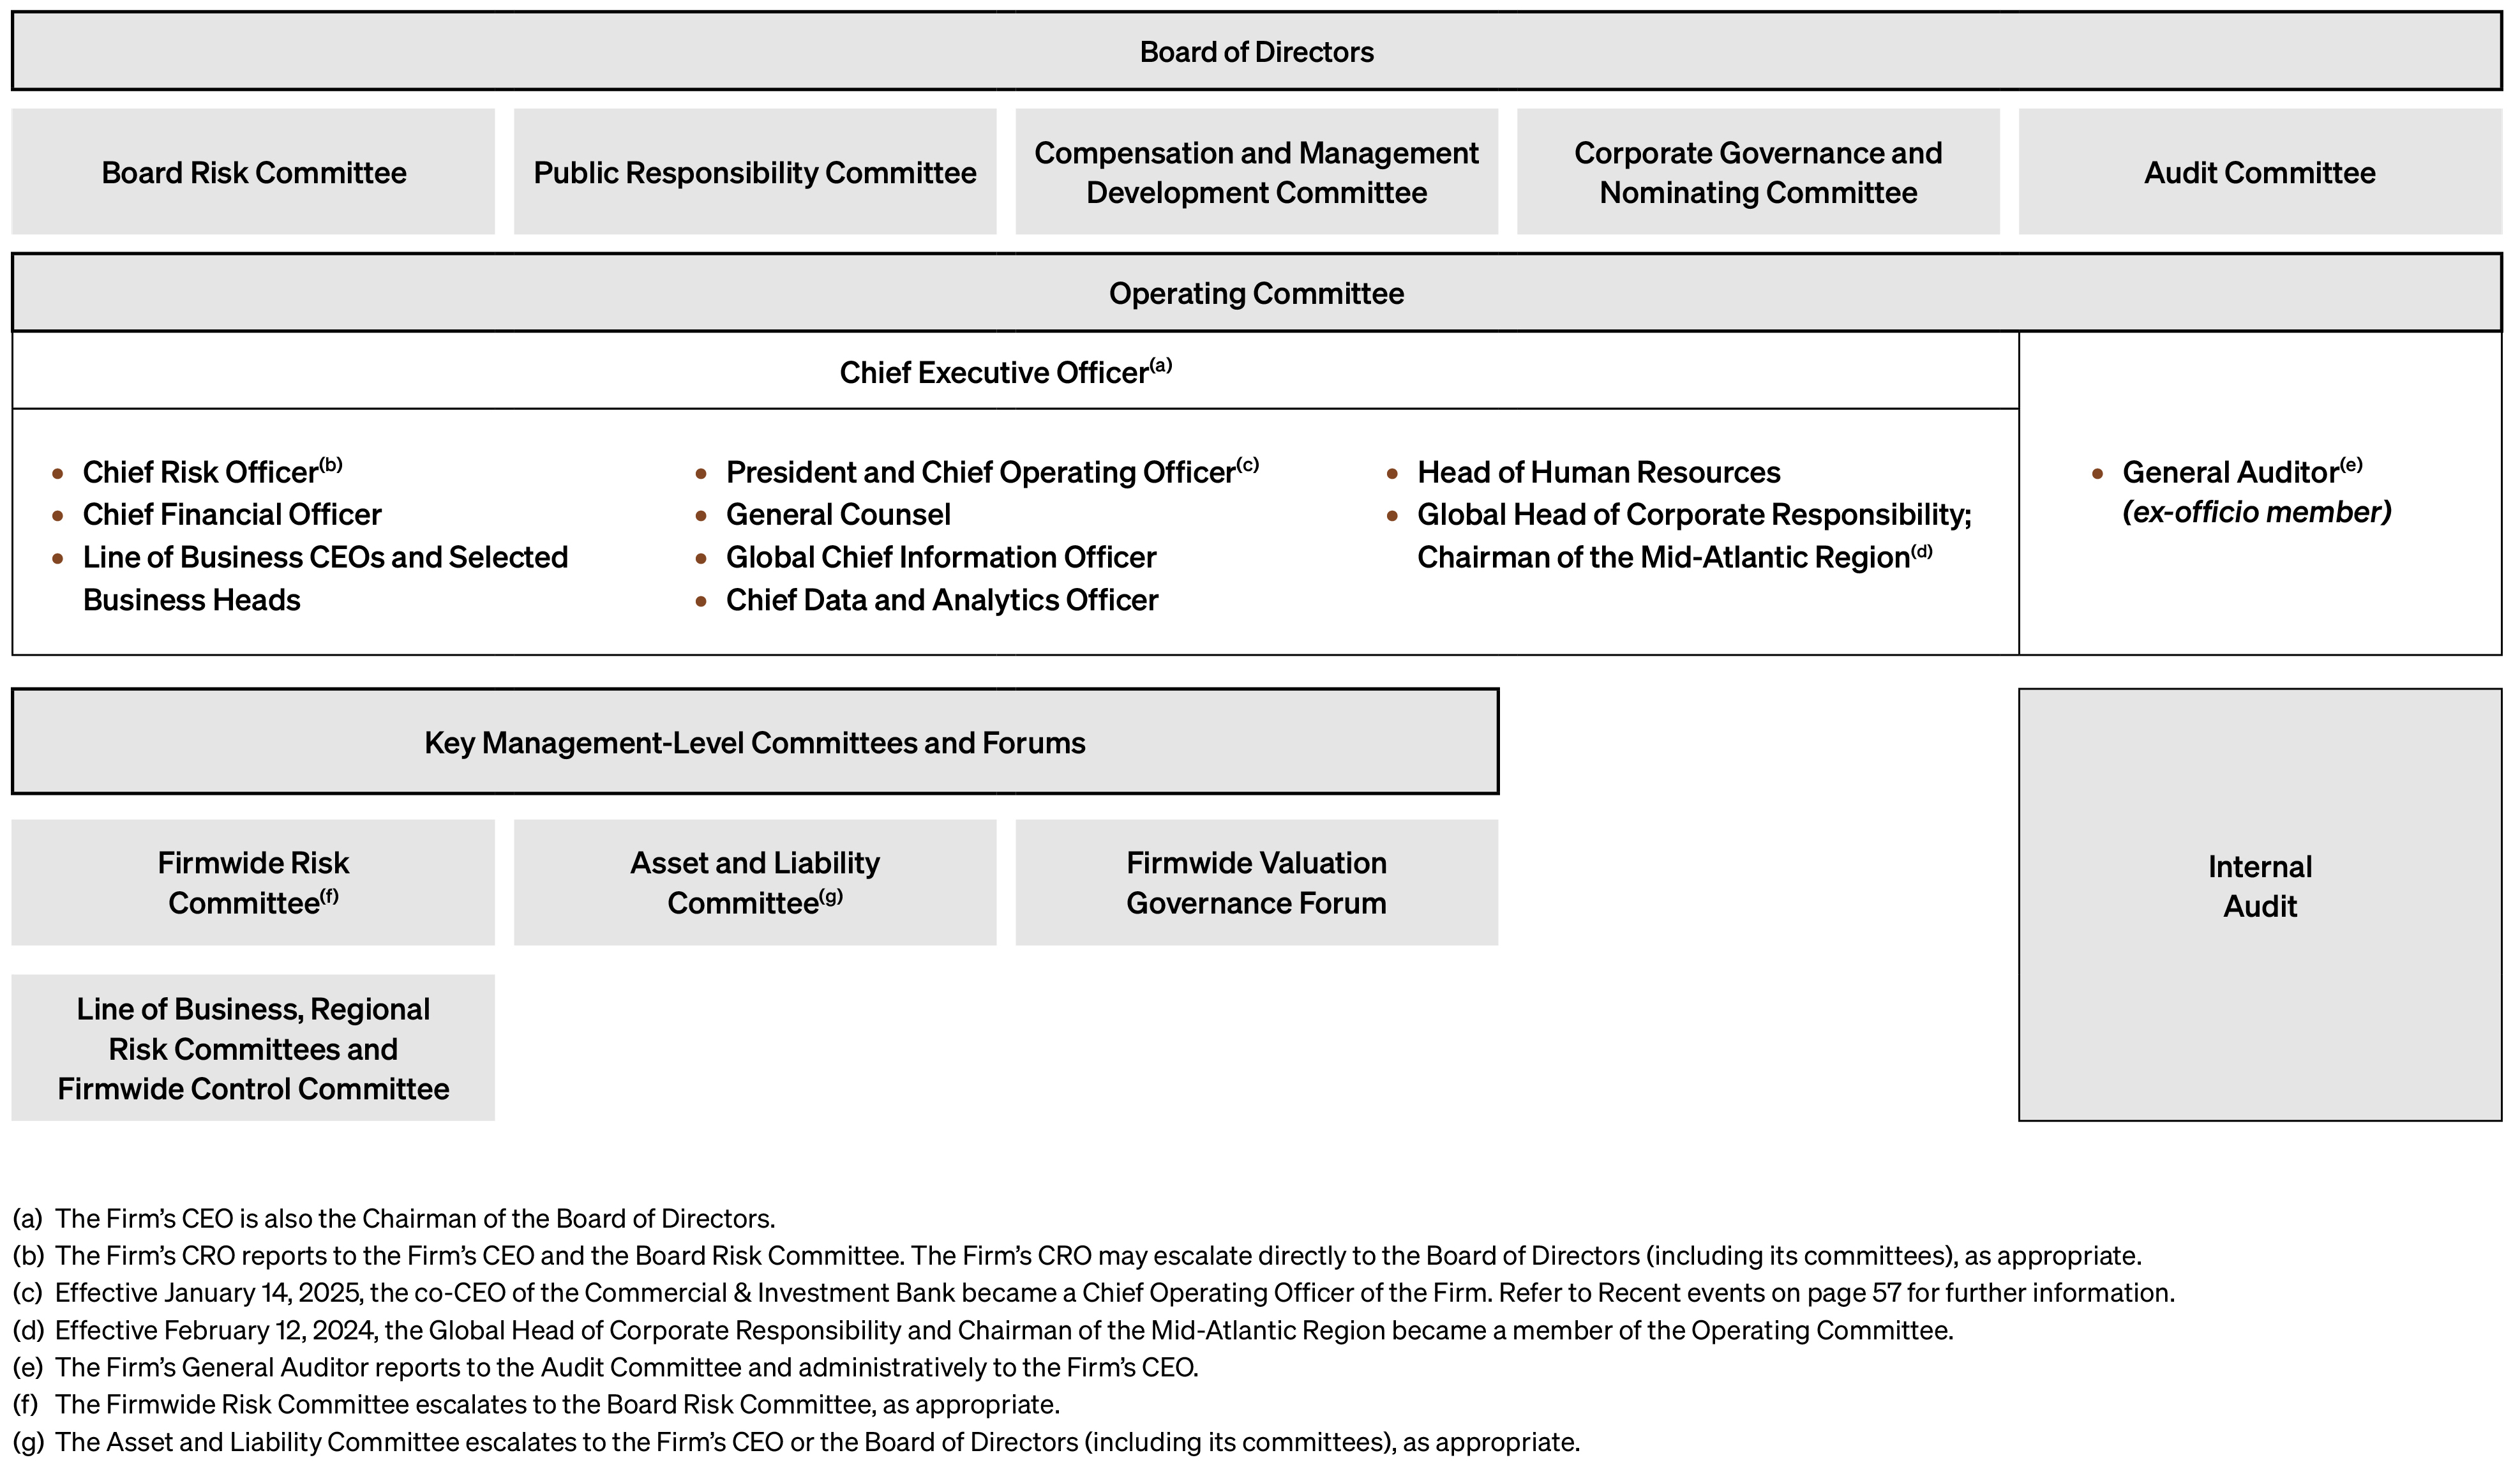 Board of Directors
Board Risk Committee
Public Responsibility Committee
Compensation and Management
Development Committee
Corporate Governance and
Nominating Committee
Audit Committee
Operating Committee
Chief Executive Officer(a)
• Chief Risk Officer(b)
• Chief Financial Officer
• Line of Business CEOs and Selected
Business Heads
• President and Chief Operating Officer(c)
• General Counsel
• Global Chief Information Officer
• Chief Data and Analytics Officer
• Head of Human Resources
• Global Head of Corporate Responsibility;
Chairman of the Mid-Atlantic Region(d)
• General Auditor(e)
(ex-officio member)
Key Management-Level Committees and Forums
Firmwide Risk
Committee(f)
Asset and Liability
Committee(g)
Firmwide Valuation
Governance Forum
Line of Business, Regional
Risk Committees and
Firmwide Control Committee
Internal
Audit
(a) The Firm’s CEO is also the Chairman of the Board of Directors.
(b) The Firm’s CRO reports to the Firm’s CEO and the Board Risk Committee. The Firm’s CRO may escalate directly to the Board of Directors (including its committees), as appropriate.
(c) Effective January 14, 2025, the co-CEO of the Commercial & Investment Bank became a Chief Operating Officer of the Firm. Refer to Recent events on page 57 for further information.
(d) Effective February 12, 2024, the Global Head of Corporate Responsibility and Chairman of the Mid-Atlantic Region became a member of the Operating Committee.
(e) The Firm’s General Auditor reports to the Audit Committee and administratively to the Firm’s CEO.
(f) The Firmwide Risk Committee escalates to the Board Risk Committee, as appropriate.
(g) The Asset and Liability Committee escalates to the Firm’s CEO or the Board of Directors (including its committees), as appropriate.